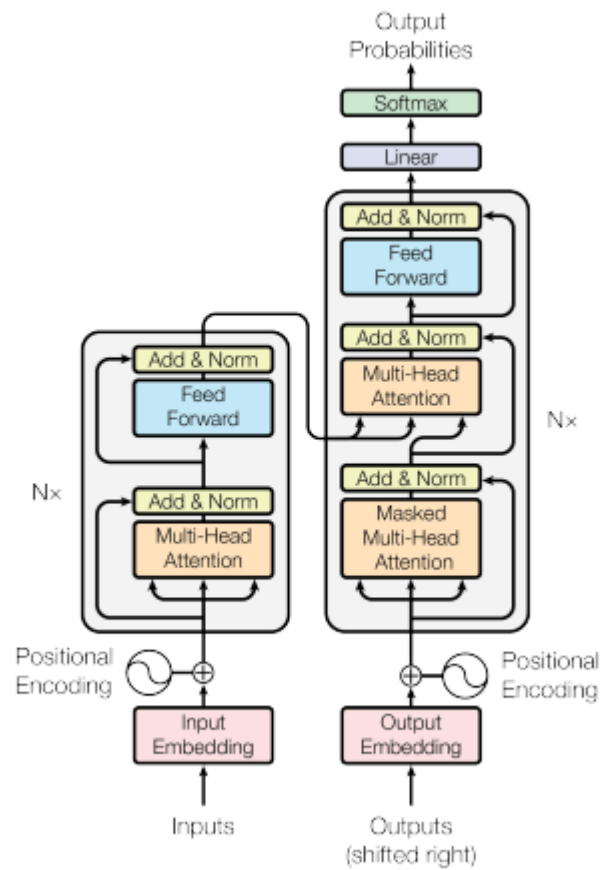 Output
Probabilities
Softmax
Linear
Add & Norm
Feed
Forward
Add & Norm
Multi-Head
Attention
Add & Norm
Masked
Multi-Head
Attention
N×
Add & Norm
Feed
Forward
Add & Norm
Multi-Head
Attention
N×
Positional
Encoding
Positional
Encoding
Input
Embedding
Output
Embedding
Inputs
Outputs
(shifted right)